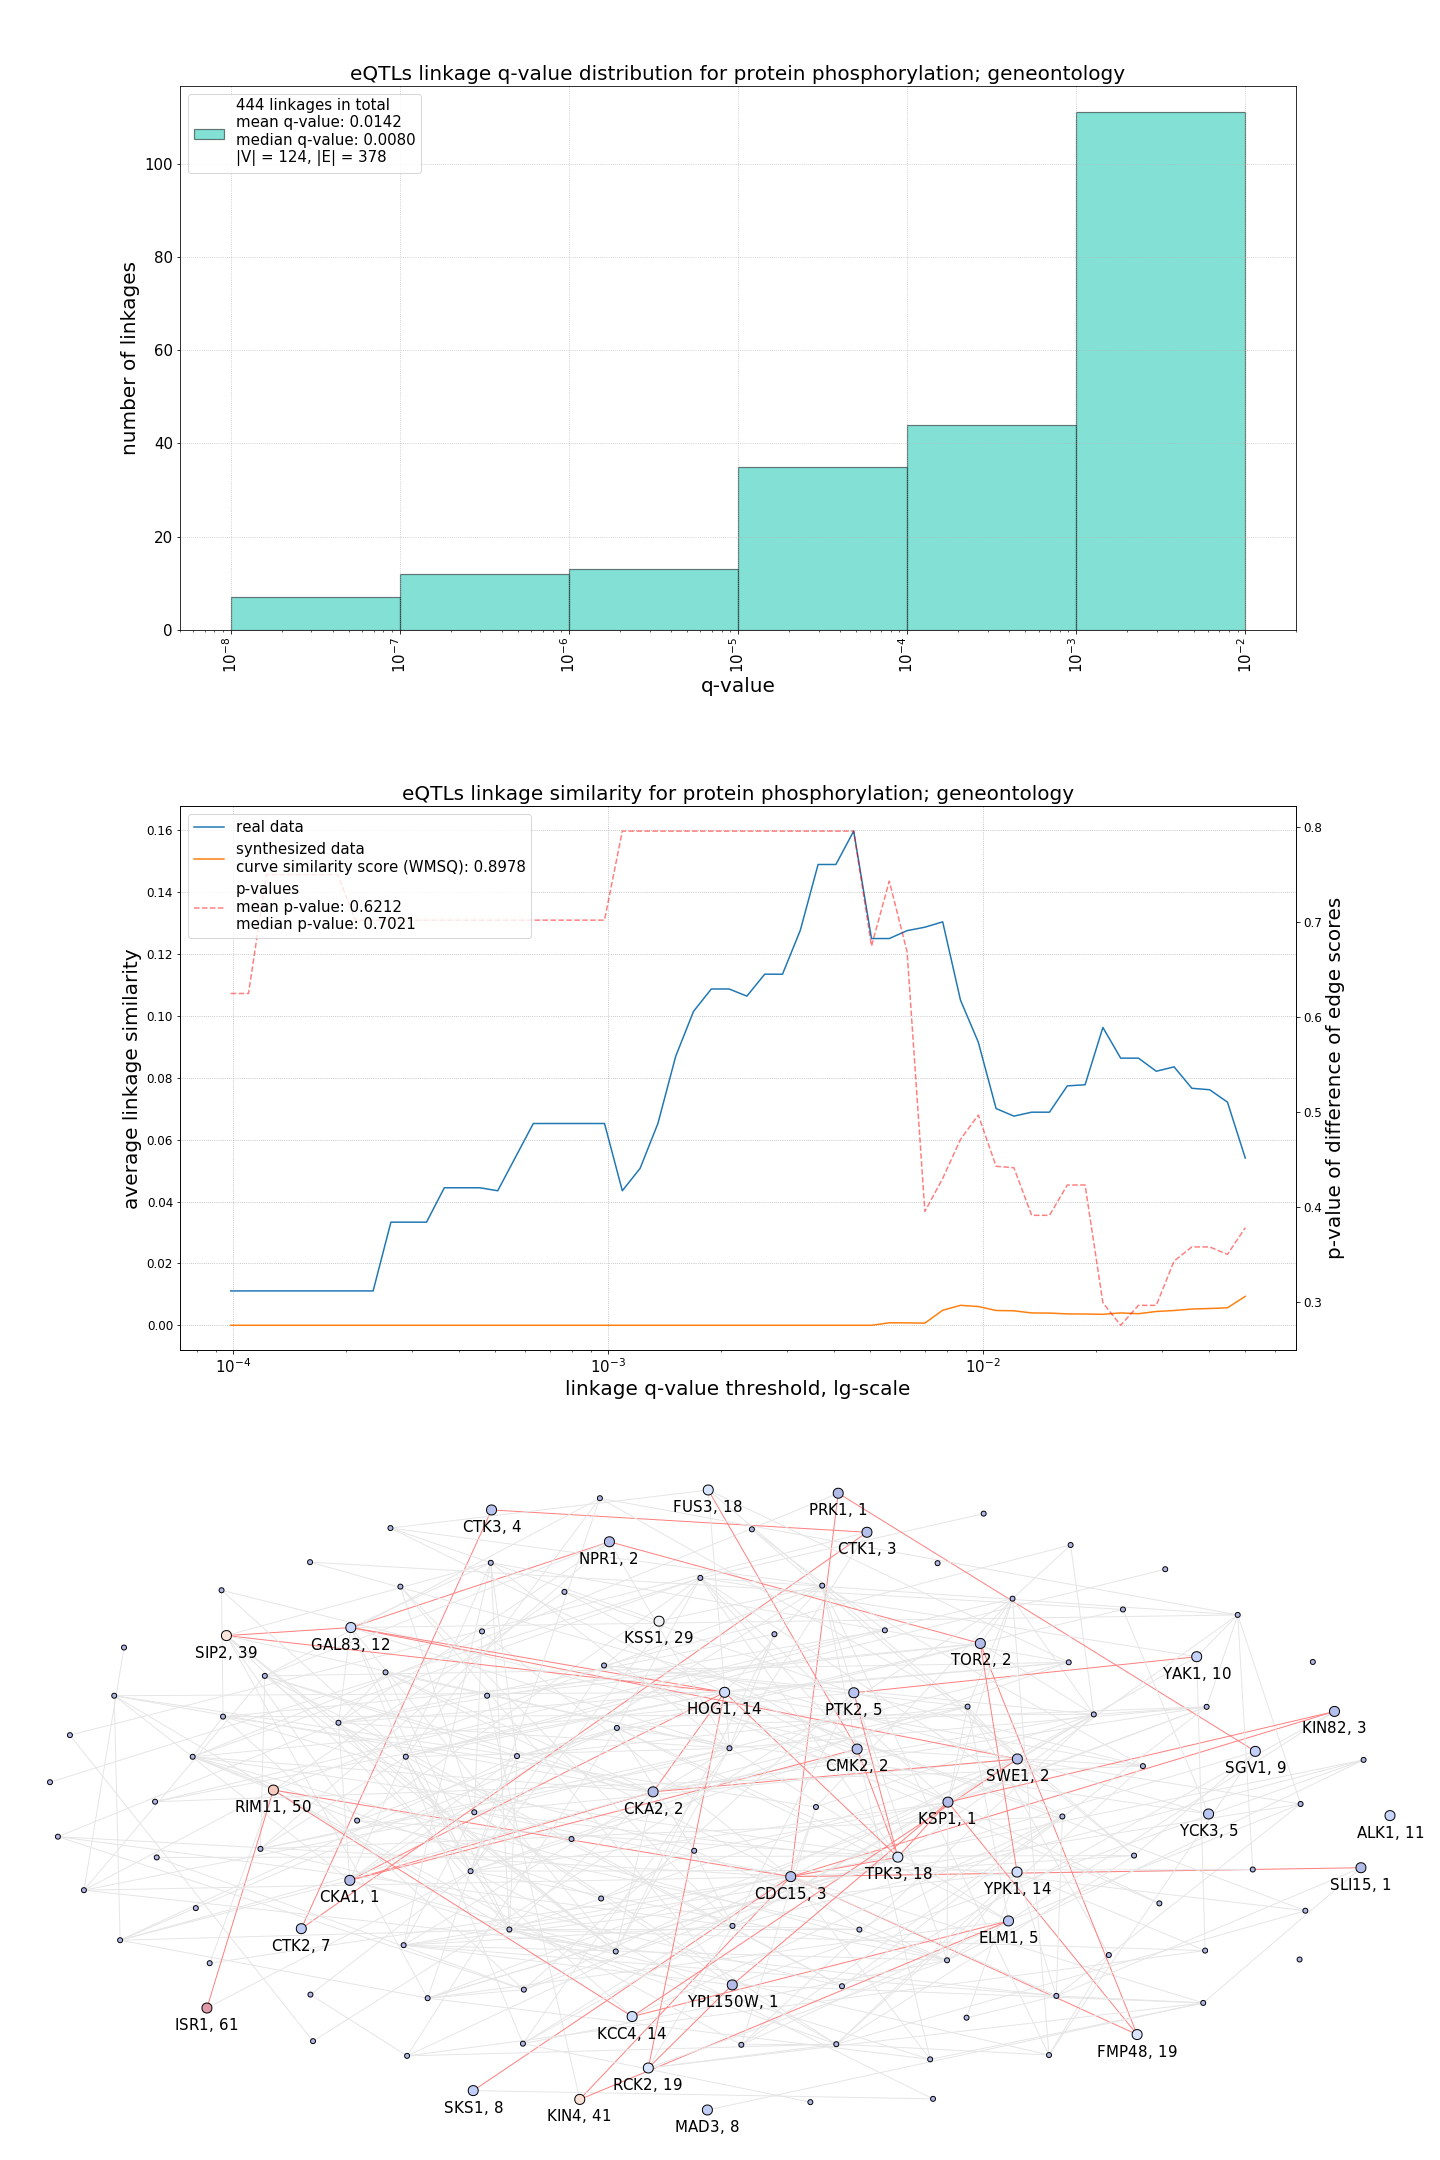 eQTLs linkage q-value distribution for protein phosphorylation; geneontology
444 linkages in total
mean q-value: 0.0142
median q-value: 0.0080
|V| = 124, |E| = 378
number of linkages
100
80
60
40
20
0
10⁻⁸ 10⁻⁷ 10⁻⁶ 10⁻⁵ 10⁻⁴ 10⁻³ 10⁻²
q-value
eQTLs linkage similarity for protein phosphorylation; geneontology
real data
synthesized data
curve similarity score (WMSQ): 0.8978
p-values
mean p-value: 0.6212
median p-value: 0.7021
average linkage similarity
0.16
0.14
0.12
0.10
0.08
0.06
0.04
0.02
0.00
p-value of difference of edge scores
0.8
0.7
0.6
0.5
0.4
0.3
10⁻⁴ 10⁻³ 10⁻²
linkage q-value threshold, lg-scale
FUS3, 18
PRK1, 1
CTK3, 4
CTK1, 3
NPR1, 2
KSS1, 29
GAL83, 12
SIP2, 39
TOR2, 2
YAK1, 10
HOG1, 14
PTK2, 5
KIN82, 3
CMK2, 2
SWE1, 2
SGV1, 9
RIM11, 50
CKA2, 2
KSP1, 1
YCK3, 5
ALK1, 11
TPK3, 18
CKA1, 1
CDC15, 3
YPK1, 14
SLI15, 1
CTK2, 7
ELM1, 5
YPL150W, 1
ISR1, 61
KCC4, 14
FMP48, 19
RCK2, 19
SKS1, 8
KIN4, 41
MAD3, 8